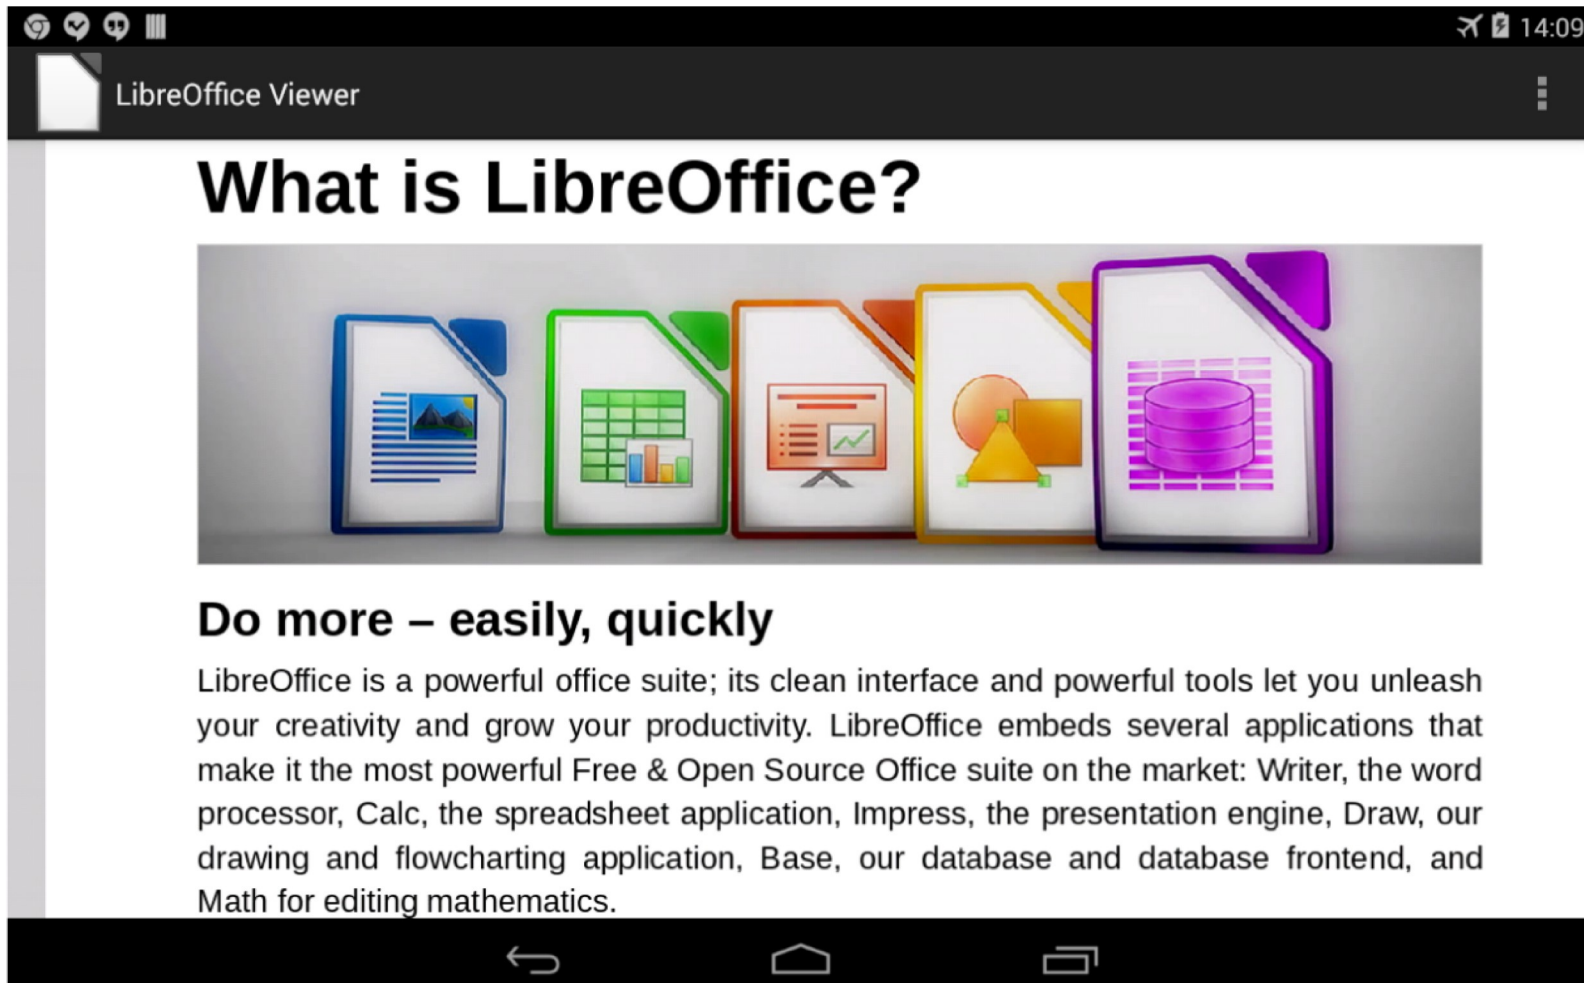 14:09
LibreOffice Viewer
What is LibreOffice?
Do more – easily, quickly
LibreOffice is a powerful office suite; its clean interface and powerful tools let you unleash
your creativity and grow your productivity. LibreOffice embeds several applications that
make it the most powerful Free & Open Source Office suite on the market: Writer, the word
processor, Calc, the spreadsheet application, Impress, the presentation engine, Draw, our
drawing and flowcharting application, Base, our database and database frontend, and
Math for editing mathematics.